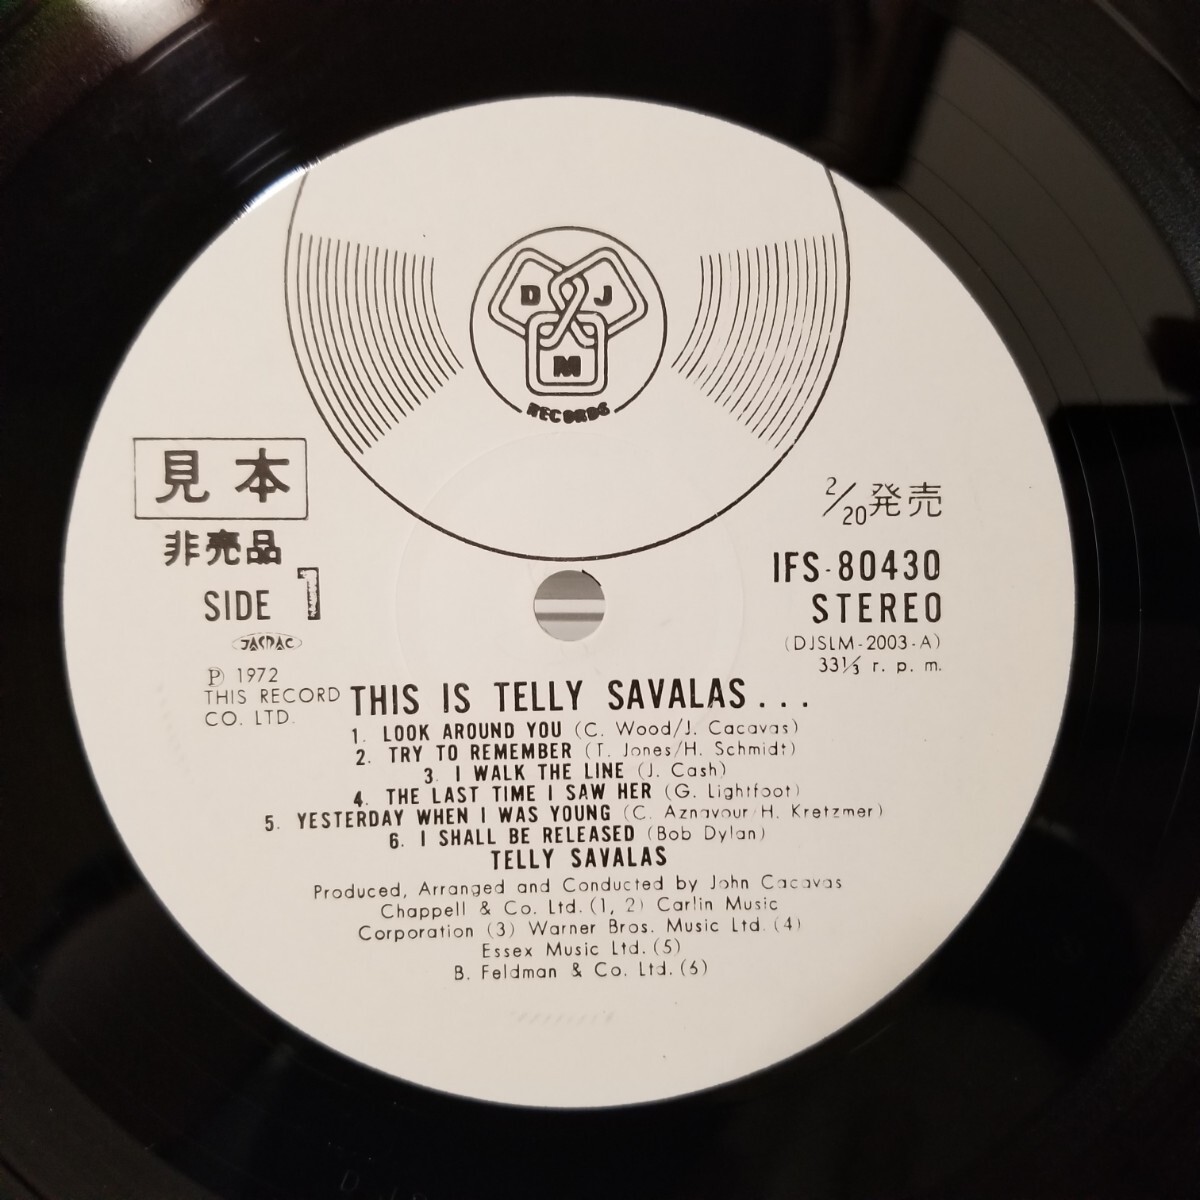 D J
M
RECORDS
見本
非売品
SIDE 1
JASRAC
Ⓟ 1972
THIS RECORD
CO. LTD.
2/20発売
IFS-80430
STEREO
(DJSLM-2003-A)
33⅓ r. p. m.
THIS IS TELLY SAVALAS...
1. LOOK AROUND YOU (C. Wood/J. Cacavas)
2. TRY TO REMEMBER (T. Jones/H. Schmidt)
3. I WALK THE LINE (J. Cash)
4. THE LAST TIME I SAW HER (G. Lightfoot)
5. YESTERDAY WHEN I WAS YOUNG (C. Aznavour/H. Kretzmer)
6. I SHALL BE RELEASED (Bob Dylan)
TELLY SAVALAS
Produced, Arranged and Conducted by John Cacavas
Chappell & Co. Ltd. (1, 2) Carlin Music
Corporation (3) Warner Bros. Music Ltd. (4)
Essex Music Ltd. (5)
B. Feldman & Co. Ltd. (6)